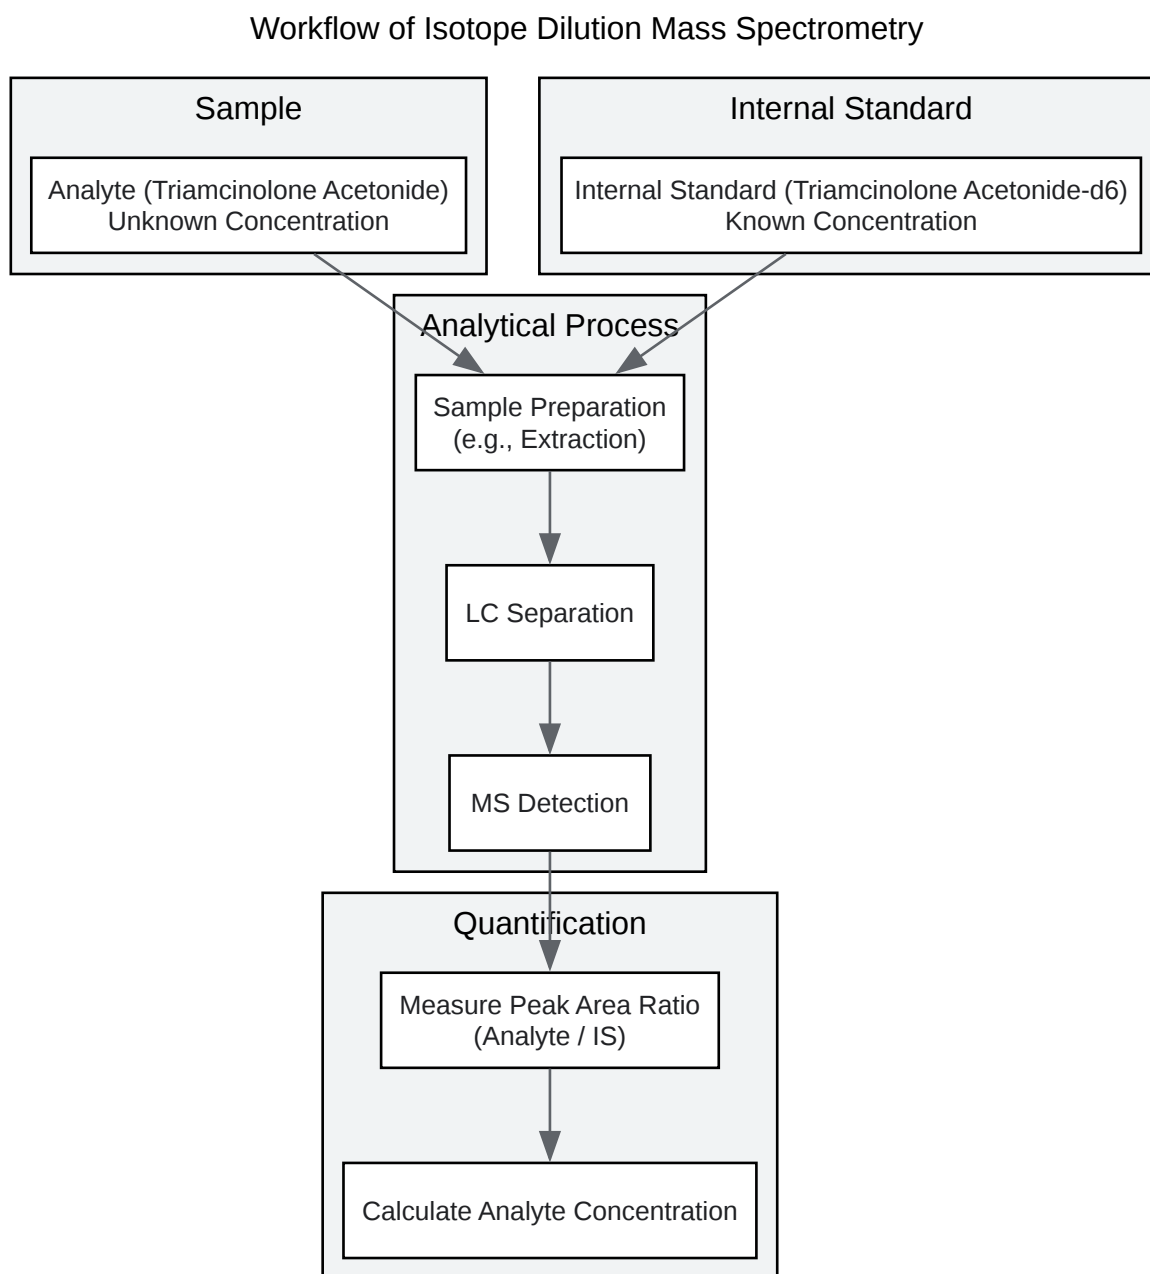 Workflow of Isotope Dilution Mass Spectrometry
Sample
Analyte (Triamcinolone Acetonide)
Unknown Concentration
Internal Standard
Internal Standard (Triamcinolone Acetonide-d6)
Known Concentration
Analytical Process
Sample Preparation
(e.g., Extraction)
LC Separation
MS Detection
Quantification
Measure Peak Area Ratio
(Analyte / IS)
Calculate Analyte Concentration